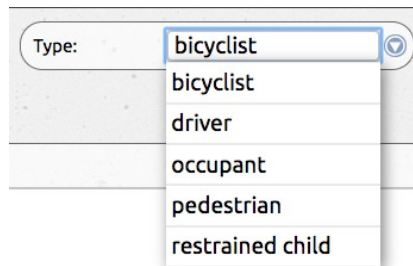 Type: bicyclist
bicyclist
driver
occupant
pedestrian
restrained child